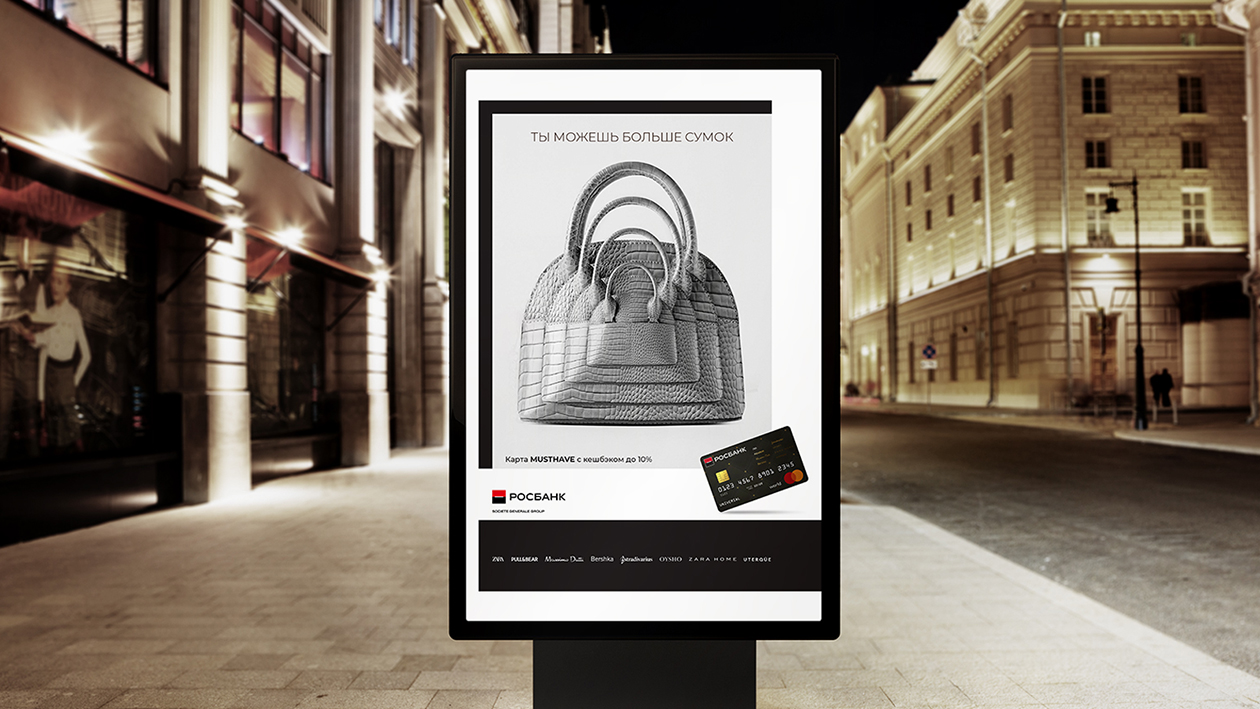 ТЫ МОЖЕШЬ БОЛЬШЕ СУМОК
Карта MUSTHAVE с кешбэком до 10%
РОСБАНК
0123 4567 8901 2345
UNIVERSAL
РОСБАНК
SOCIETE GENERALE GROUP
ZARA PULL&BEAR Massimo Dutti Bershka Stradivarius OYSHO ZARA HOME UTERQÜE